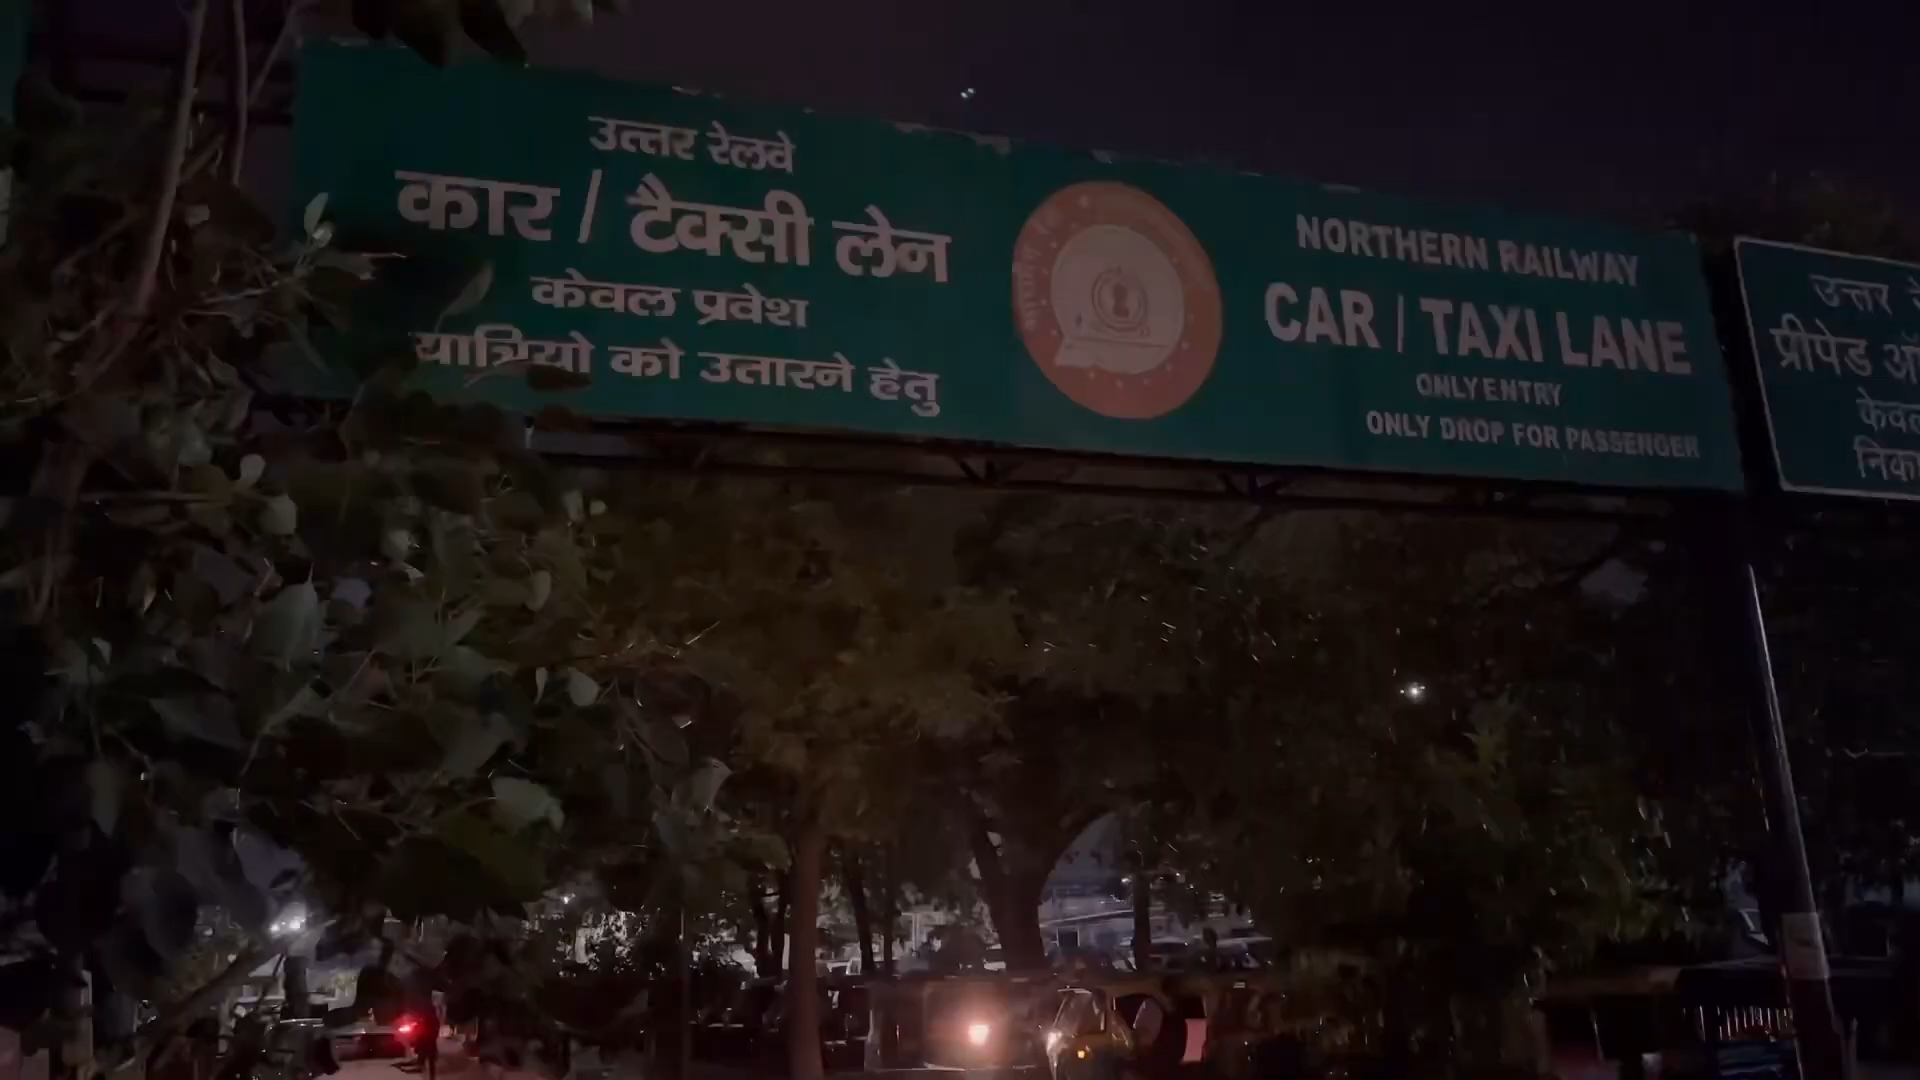 उत्तर रेलवे
कार / टैक्सी लेन
केवल प्रवेश
यात्रियो को उतारने हेतु
NORTHERN RAILWAY
CAR / TAXI LANE
ONLY ENTRY
ONLY DROP FOR PASSENGER
उत्तर
प्रीपेड